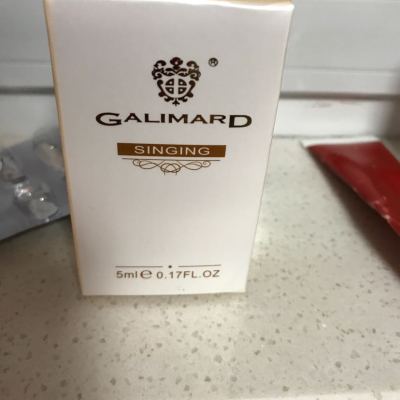 ®
GALIMARD
SINGING
5ml e 0.17FL.OZ